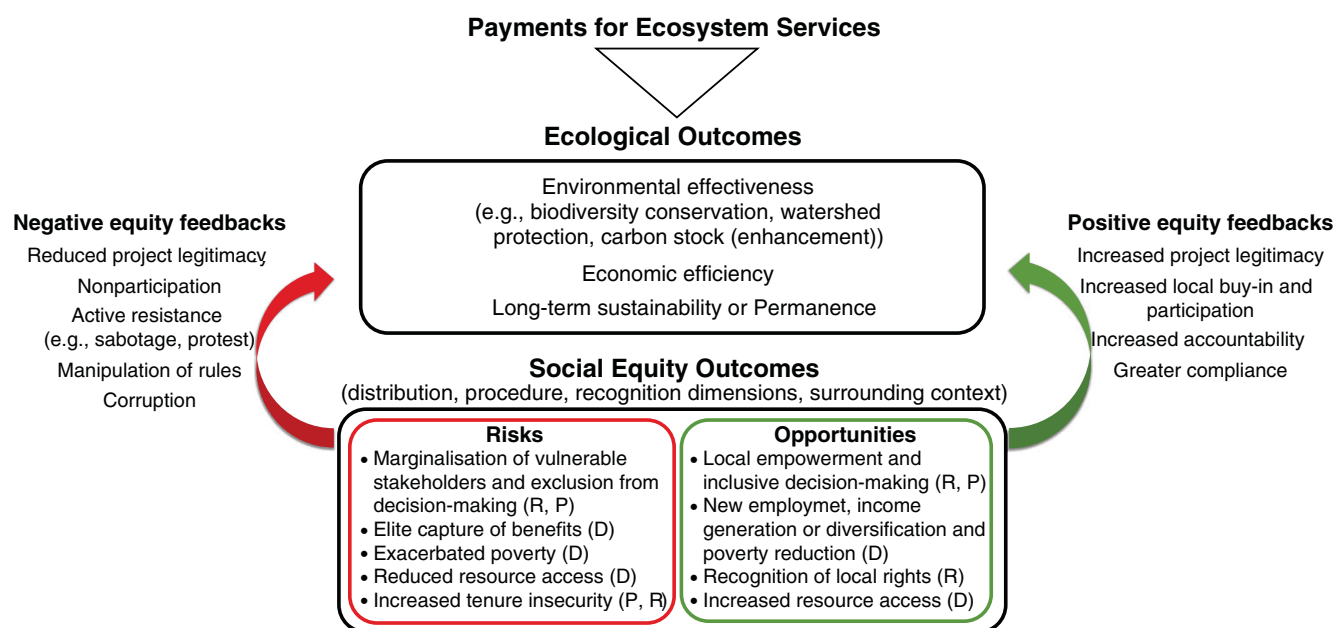 Payments for Ecosystem Services
Ecological Outcomes
Environmental effectiveness
(e.g., biodiversity conservation, watershed
protection, carbon stock (enhancement))
Economic efficiency
Long-term sustainability or Permanence
Negative equity feedbacks
Reduced project legitimacy
Nonparticipation
Active resistance
(e.g., sabotage, protest)
Manipulation of rules
Corruption
Positive equity feedbacks
Increased project legitimacy
Increased local buy-in and
participation
Increased accountability
Greater compliance
Social Equity Outcomes
(distribution, procedure, recognition dimensions, surrounding context)
Risks
• Marginalisation of vulnerable
stakeholders and exclusion from
decision-making (R, P)
• Elite capture of benefits (D)
• Exacerbated poverty (D)
• Reduced resource access (D)
• Increased tenure insecurity (P, R)
Opportunities
• Local empowerment and
inclusive decision-making (R, P)
• New employmet, income
generation or diversification and
poverty reduction (D)
• Recognition of local rights (R)
• Increased resource access (D)